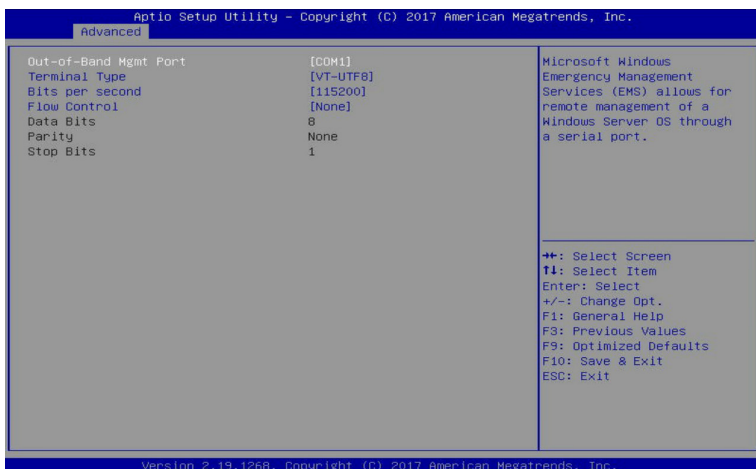 Aptio Setup Utility – Copyright (C) 2017 American Megatrends, Inc.
Advanced
Out-of-Band Mgmt Port [COM1]
Terminal Type [VT-UTF8]
Bits per second [115200]
Flow Control [None]
Data Bits 8
Parity None
Stop Bits 1
Microsoft Windows
Emergency Management
Services (EMS) allows for
remote management of a
Windows Server OS through
a serial port.
→←: Select Screen
↑↓: Select Item
Enter: Select
+/-: Change Opt.
F1: General Help
F3: Previous Values
F9: Optimized Defaults
F10: Save & Exit
ESC: Exit
Version 2.19.1268. Copyright (C) 2017 American Megatrends, Inc.